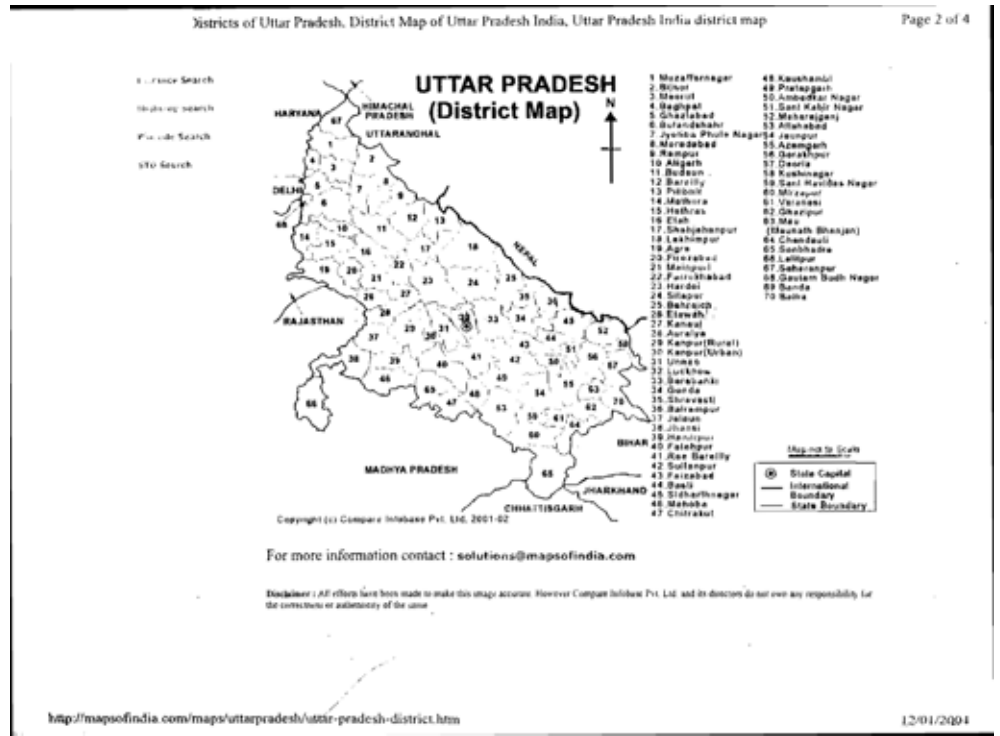 Districts of Uttar Pradesh, District Map of Uttar Pradesh India, Uttar Pradesh India district map
Page 2 of 4
Search
Search
Search
STD Search
UTTAR PRADESH
(District Map)
N
HARYANA
HIMACHAL
PRADESH
UTTARANCHAL
DELHI
NEPAL
RAJASTHAN
MADHYA PRADESH
BIHAR
JHARKHAND
CHHATTISGARH
1 Muzaffarnagar
2. Bijnor
3. Meerut
4. Baghpat
5. Ghaziabad
6. Bulandshahr
7. Jyotiba Phule Nagar
8. Moradabad
9. Rampur
10 Aligarh
11. Budaun
12 Bareilly
13 Pilibhit
14. Mathura
15. Hathras
16 Etah
17. Shahjahanpur
18. Lakhimpur
19. Agra
20. Firozabad
21 Mainpuri
22. Farrukhabad
23. Hardoi
24. Sitapur
25. Bahraich
26 Etawah
27 Kanauj
28 Auraiya
29 Kanpur(Rural)
30 Kanpur(Urban)
31 Unnao
32 Lucknow
33. Barabanki
34 Gonda
35. Shravasti
36. Balrampur
37 Jalaun
38. Jhansi
39. Hamirpur
40 Fatehpur
41. Rae Bareilly
42 Sultanpur
43 Faizabad
44 Basti
45 Sidharthnagar
46 Mahoba
47 Chitrakut
48 Kaushambi
49 Pratapgarh
50. Ambedkar Nagar
51. Sant Kabir Nagar
52. Maharajganj
53 Allahabad
54 Jaunpur
55 Azamgarh
56 Gorakhpur
57 Deoria
58 Kushinagar
59 Sant Ravidas Nagar
60 Mirzapur
61 Varanasi
62 Ghazipur
63 Mau
(Maunath Bhanjan)
64 Chandauli
65 Sonbhadra
66 Lalitpur
67 Saharanpur
68. Gautam Budh Nagar
69 Banda
70 Ballia
Map not to Scale
State Capital
International
Boundary
State Boundary
Copyright (c) Compare Infobase Pvt. Ltd. 2001-02
For more information contact : solutions@mapsofindia.com
Disclaimer : All efforts have been made to make this image accurate. However Compare Infobase Pvt. Ltd. and its directors do not own any responsibility for
the correctness or authenticity of the same
http://mapsofindia.com/maps/uttarpradesh/uttar-pradesh-district.htm
12/01/2004